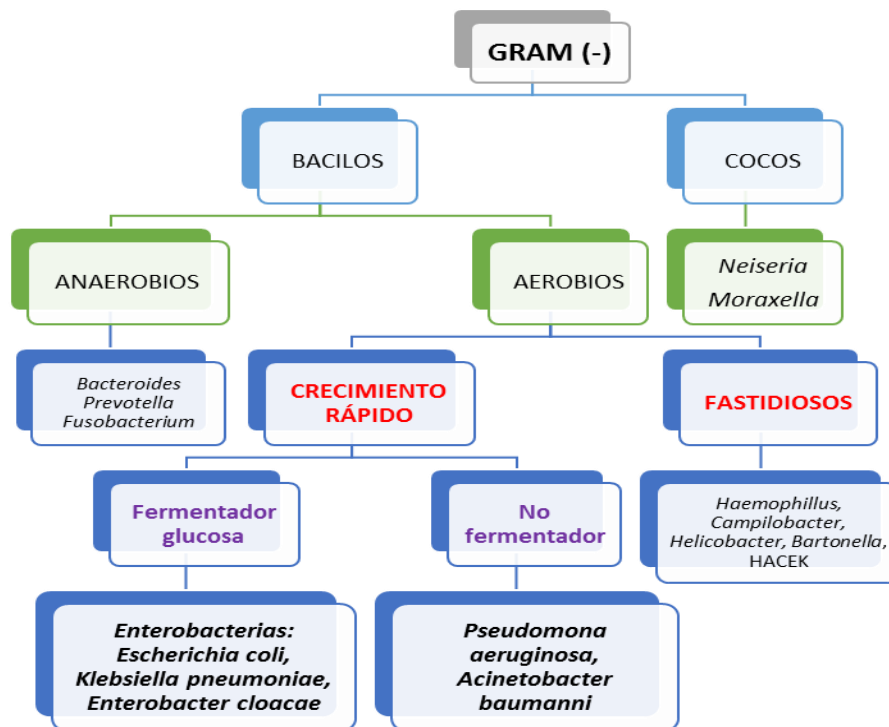 GRAM (-)
BACILOS
COCOS
ANAEROBIOS
AEROBIOS
Neiseria
Moraxella
Bacteroides
Prevotella
Fusobacterium
CRECIMIENTO
RÁPIDO
FASTIDIOSOS
Fermentador
glucosa
No
fermentador
Haemophillus,
Campilobacter,
Helicobacter, Bartonella,
HACEK
Enterobacterias:
Escherichia coli,
Klebsiella pneumoniae,
Enterobacter cloacae
Pseudomona
aeruginosa,
Acinetobacter
baumanni